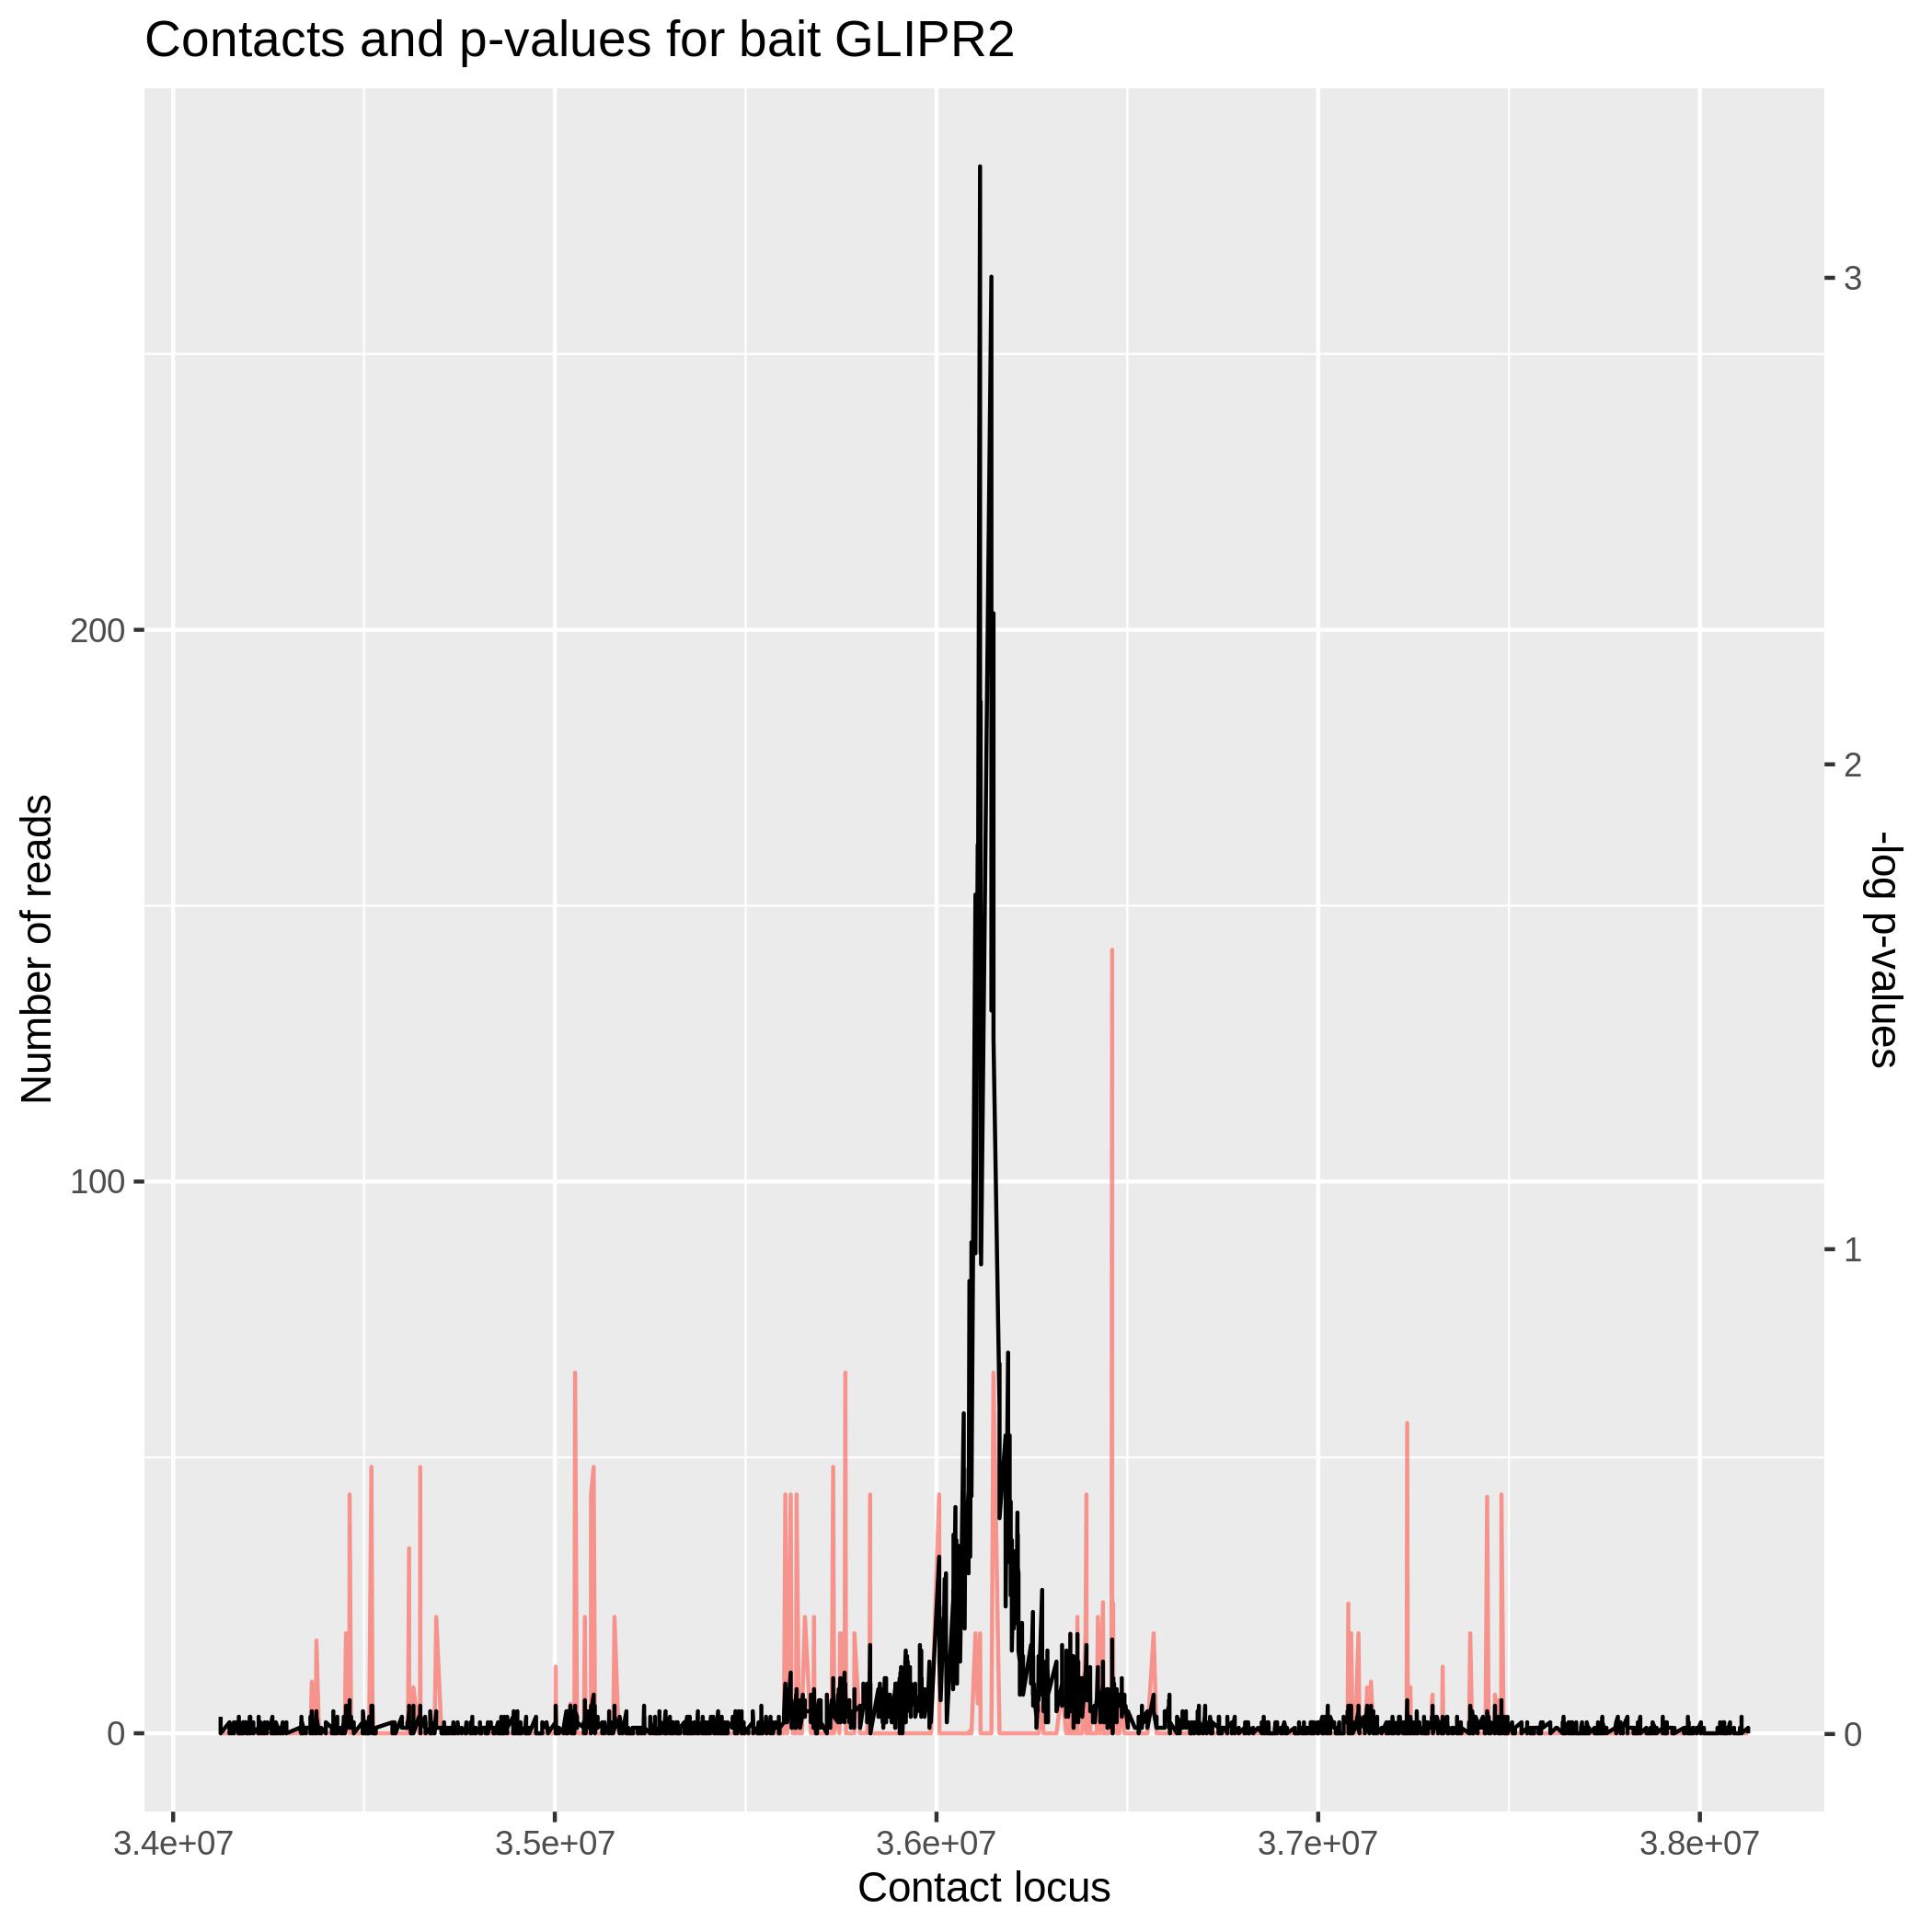 Contacts and p-values for bait GLIPR2
Number of reads
200
100
0
3
2
1
0
-log p-values
3.4e+07 3.5e+07 3.6e+07 3.7e+07 3.8e+07
Contact locus